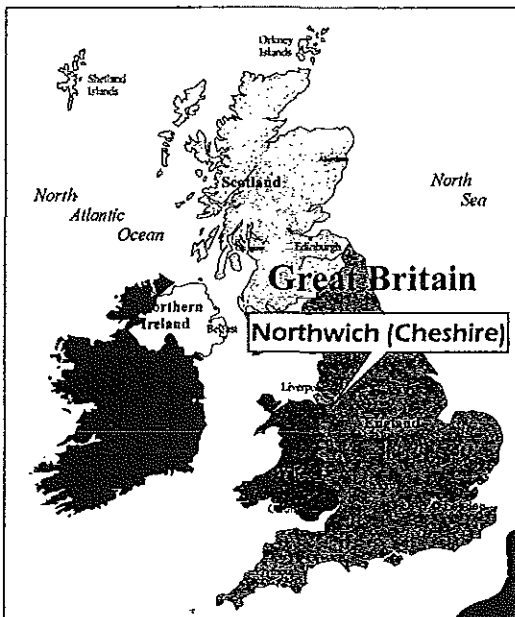 Orkney
Islands
Shetland
Islands
Scotland
North
Atlantic
Ocean
North
Sea
Edinburgh
Great Britain
Northern
Ireland
Belfast
Northwich (Cheshire)
England